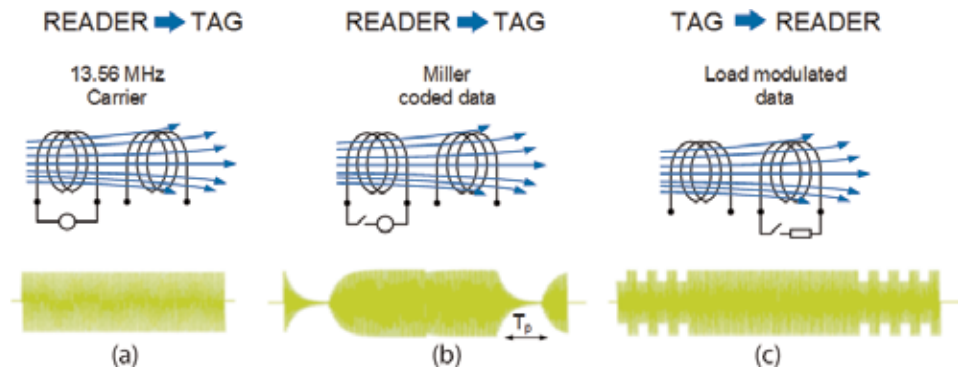 READER TAG
13.56 MHz
Carrier
(a)
READER TAG
Miller
coded data
Tp
(b)
TAG READER
Load modulated
data
(c)